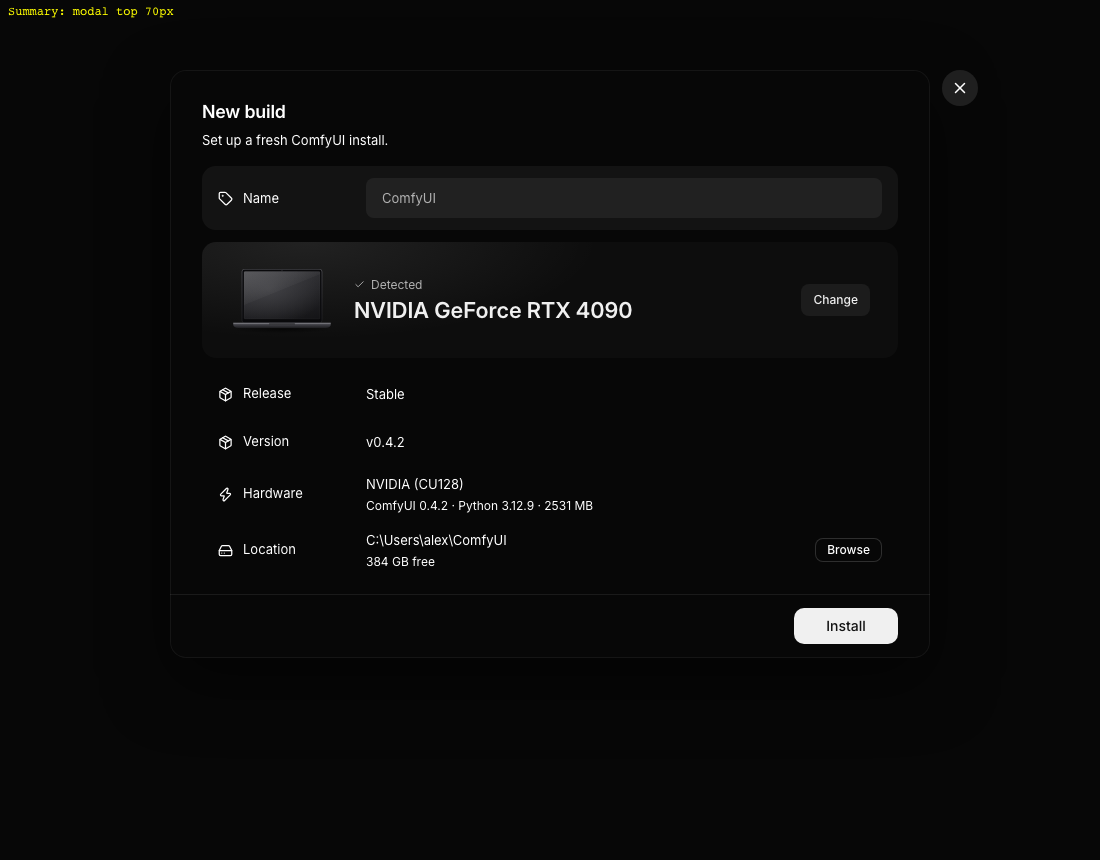 Summary: modal top 70px
New build
Set up a fresh ComfyUI install.
Name
ComfyUI
Detected
NVIDIA GeForce RTX 4090
Change
Release
Stable
Version
v0.4.2
Hardware
NVIDIA (CU128)
ComfyUI 0.4.2 · Python 3.12.9 · 2531 MB
Location
C:\Users\alex\ComfyUI
384 GB free
Browse
Install